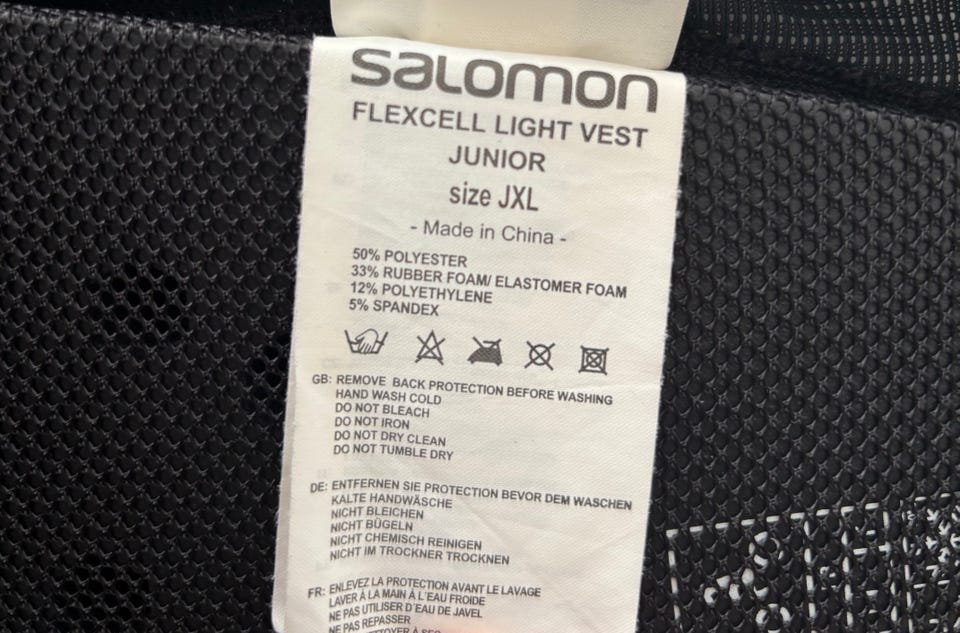 SALOMON
FLEXCELL LIGHT VEST
JUNIOR
size JXL
- Made in China -
50% POLYESTER
33% RUBBER FOAM/ ELASTOMER FOAM
12% POLYETHYLENE
5% SPANDEX
GB: REMOVE BACK PROTECTION BEFORE WASHING
HAND WASH COLD
DO NOT BLEACH
DO NOT IRON
DO NOT DRY CLEAN
DO NOT TUMBLE DRY
DE: ENTFERNEN SIE PROTECTION BEVOR DEM WASCHEN
KALTE HANDWÄSCHE
NICHT BLEICHEN
NICHT BÜGELN
NICHT CHEMISCH REINIGEN
NICHT IM TROCKNER TROCKNEN
FR: ENLEVEZ LA PROTECTION AVANT LE LAVAGE
LAVER À LA MAIN À L'EAU FROIDE
NE PAS UTILISER D'EAU DE JAVEL
NE PAS REPASSER